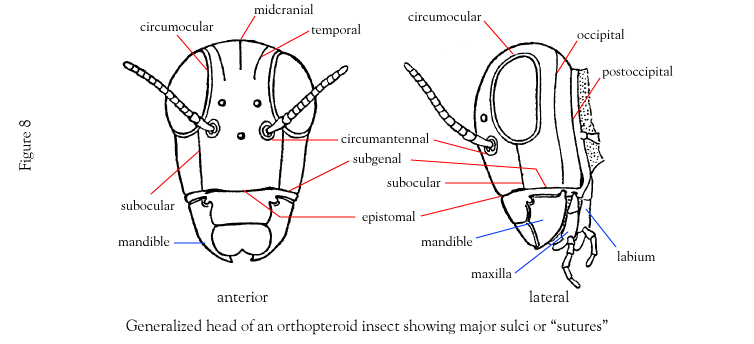 Figure 8
midcranial
circumocular
temporal
circumocular
occipital
postoccipital
circumantennal
subgenal
subocular
subocular
epistomal
mandible
mandible
labium
maxilla
anterior
lateral
Generalized head of an orthopteroid insect showing major sulci or “sutures”